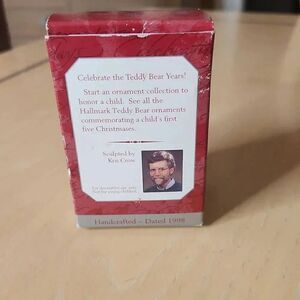 Celebrate the Teddy Bear Years!
Start an ornament collection to
honor a child. See all the
Hallmark Teddy Bear ornaments
commemorating a child's first
five Christmases.
Sculpted by
Ken Crow
Handcrafted – Dated 1998